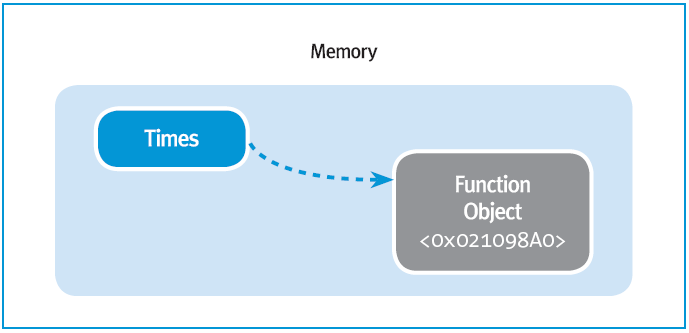 Memory
Times
Function
Object
<0x021098A0>